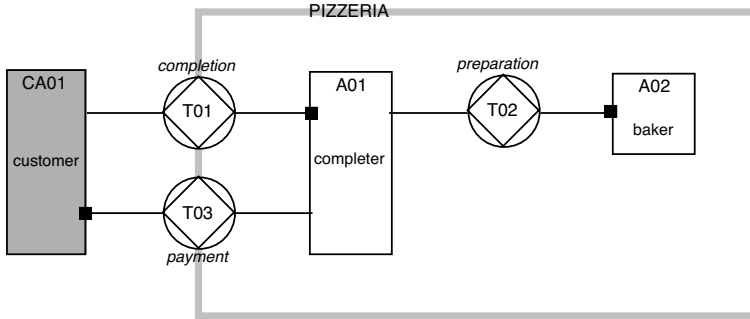 PIZZERIA
completion
preparation
CA01
A01
A02
T01
T02
baker
customer
completer
T03
payment